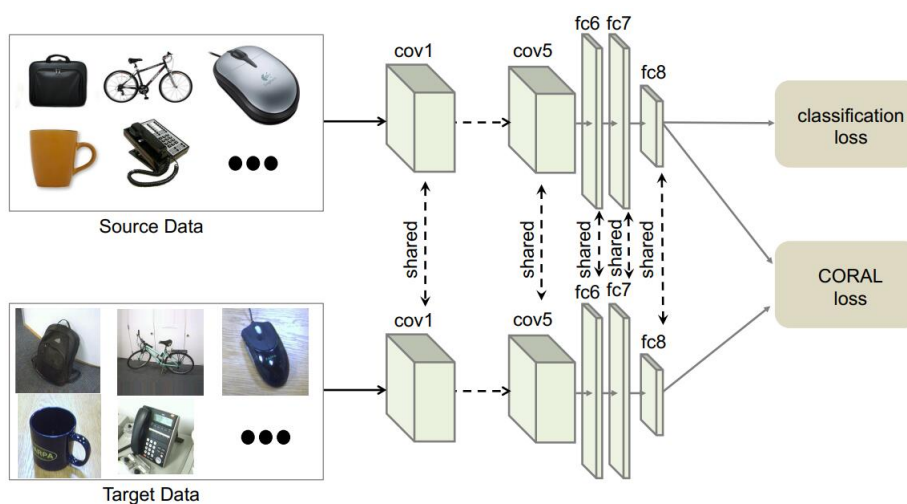 fc6 fc7
cov1
cov5
fc8
classification
loss
Source Data
shared
shared
shared
shared
shared
CORAL
loss
fc6 fc7
cov1
cov5
fc8
Target Data